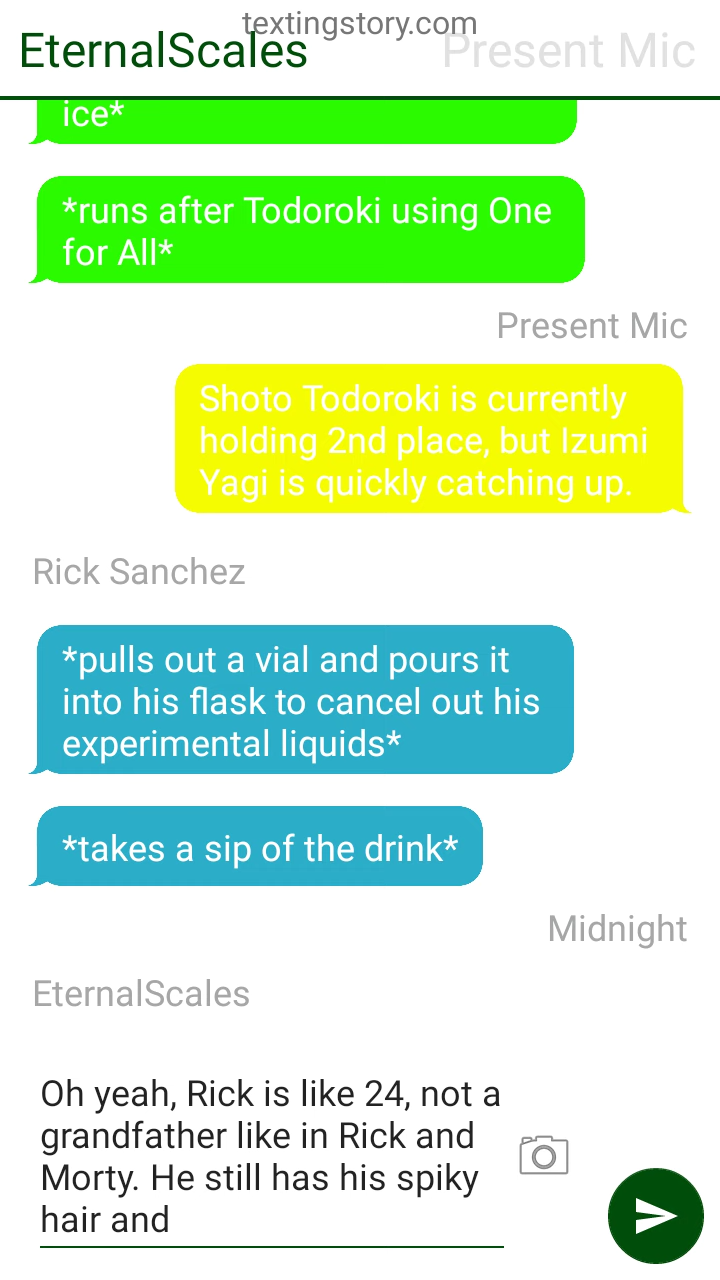 textingstory.com
EternalScales
Present Mic
ice*
*runs after Todoroki using One
for All*
Present Mic
Shoto Todoroki is currently
holding 2nd place, but Izumi
Yagi is quickly catching up.
Rick Sanchez
*pulls out a vial and pours it
into his flask to cancel out his
experimental liquids*
*takes a sip of the drink*
Midnight
EternalScales
Oh yeah, Rick is like 24, not a
grandfather like in Rick and
Morty. He still has his spiky
hair and